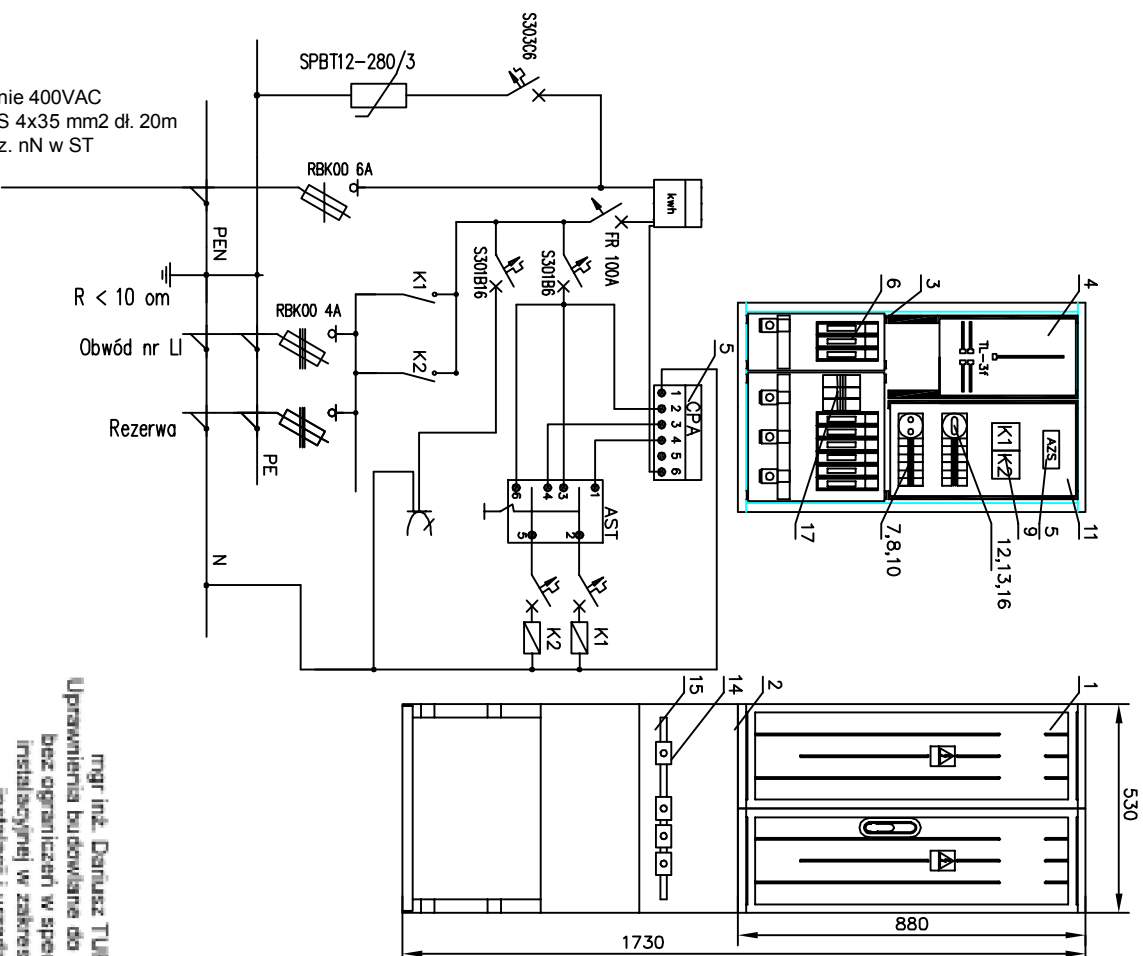 nie 400VAC
S 4x35 mm2 dł. 20m
z. nN w ST
SPBT12-280/3
S303C6
RBK00 6A
kwh
FR 100A
S301B16
S301B6
PEN
R < 10 om
RBK00 4A
K1
K2
Obwód nr LI
Rezerwa
PE
N
5
1 2 3 4 5 6
CPA
6 4 3 1
AST
5 2
K2
K1
6
3
4
TL-3f
K1 K2
AZS
17
7,8,10
12,13,16
9
5
11
15
14
2
1
530
880
1730
mgr inż. Dariusz
Uprawnienia budowlane do
bez ograniczeń w
instalacyjnej w